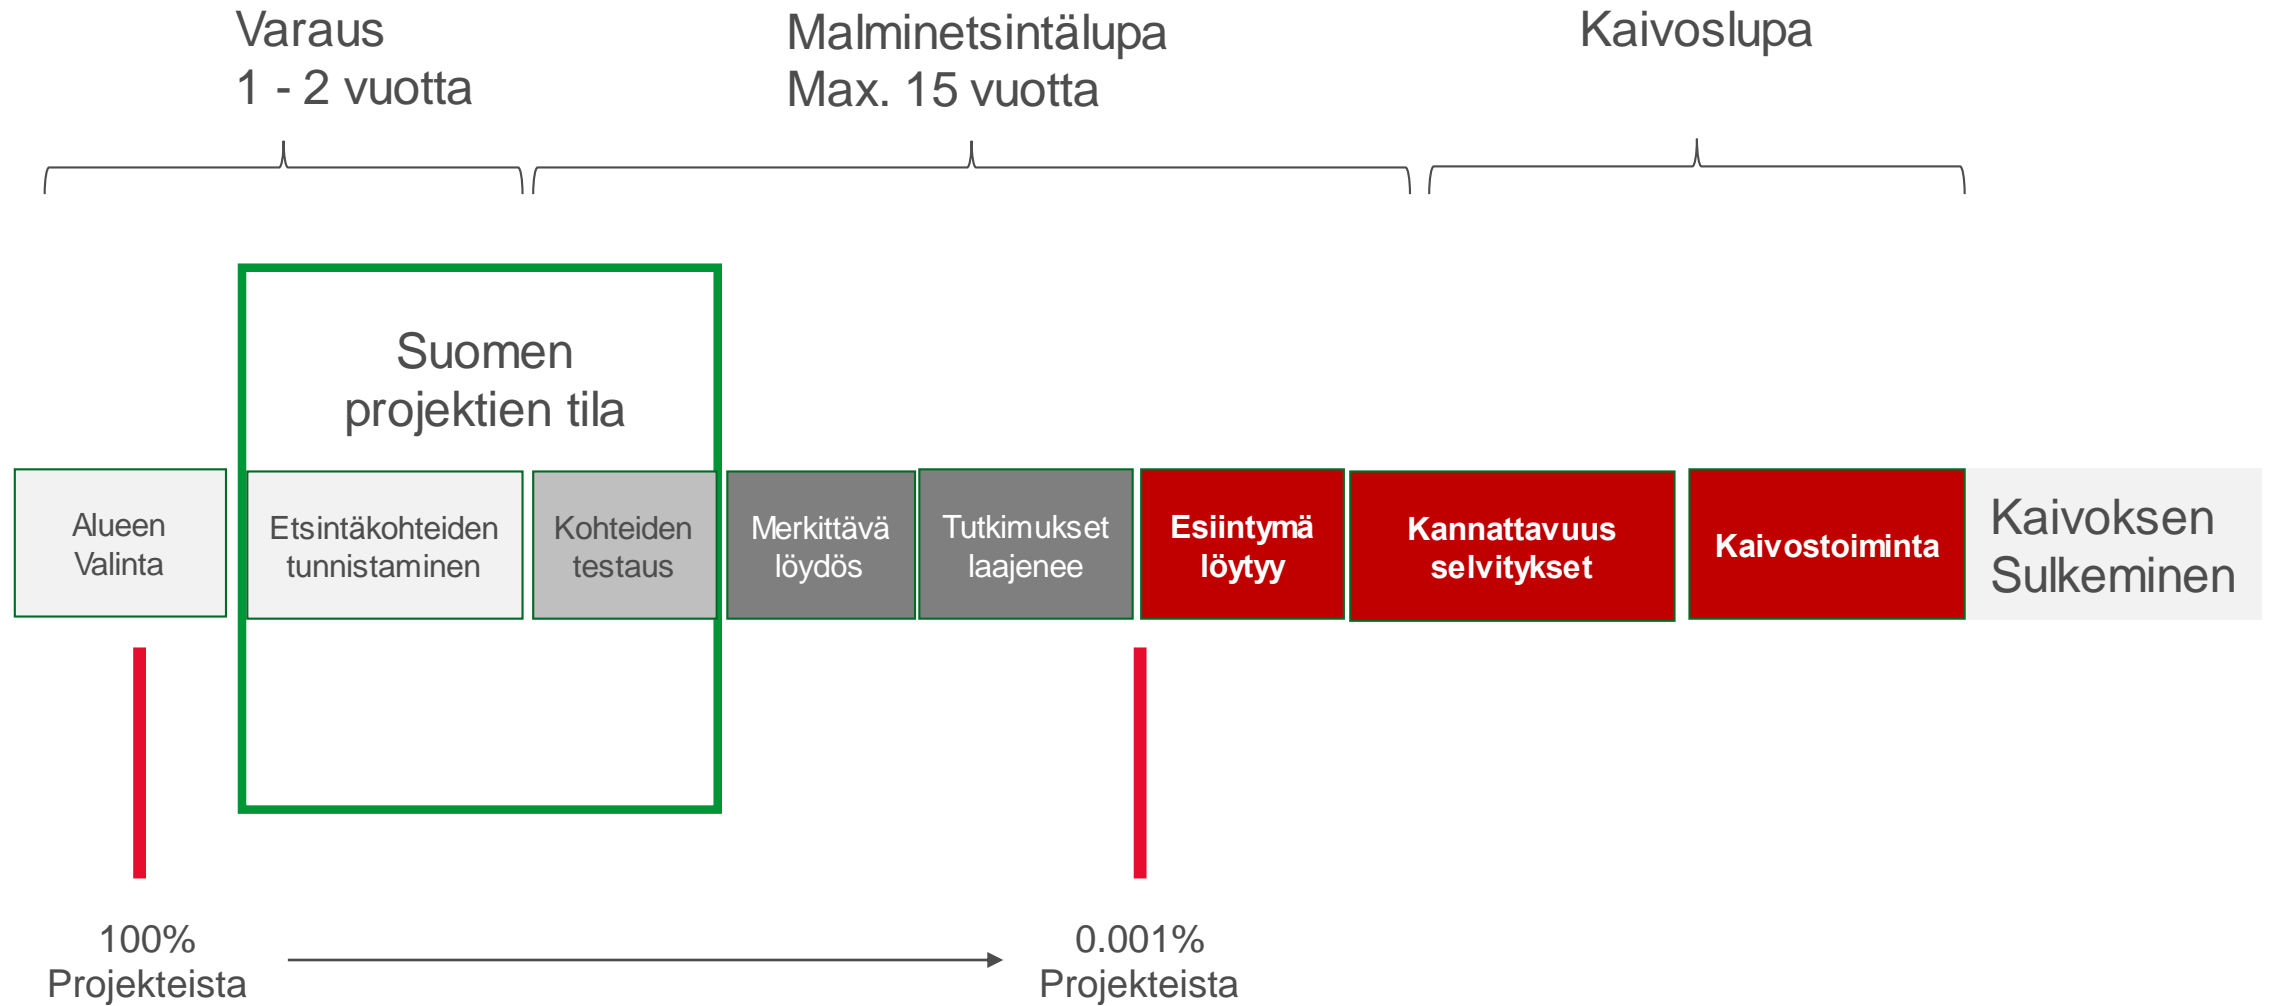 Varaus
1 - 2 vuotta
Malminetsintälupa
Max. 15 vuotta
Kaivoslupa
Suomen
projektien tila
Alueen
Valinta
Etsintäkohteiden
tunnistaminen
Kohteiden
testaus
Merkittävä
löydös
Tutkimukset
laajenee
Esiintymä
löytyy
Kannattavuus
selvitykset
Kaivostoiminta
Kaivoksen
Sulkeminen
100%
Projekteista
0.001%
Projekteista